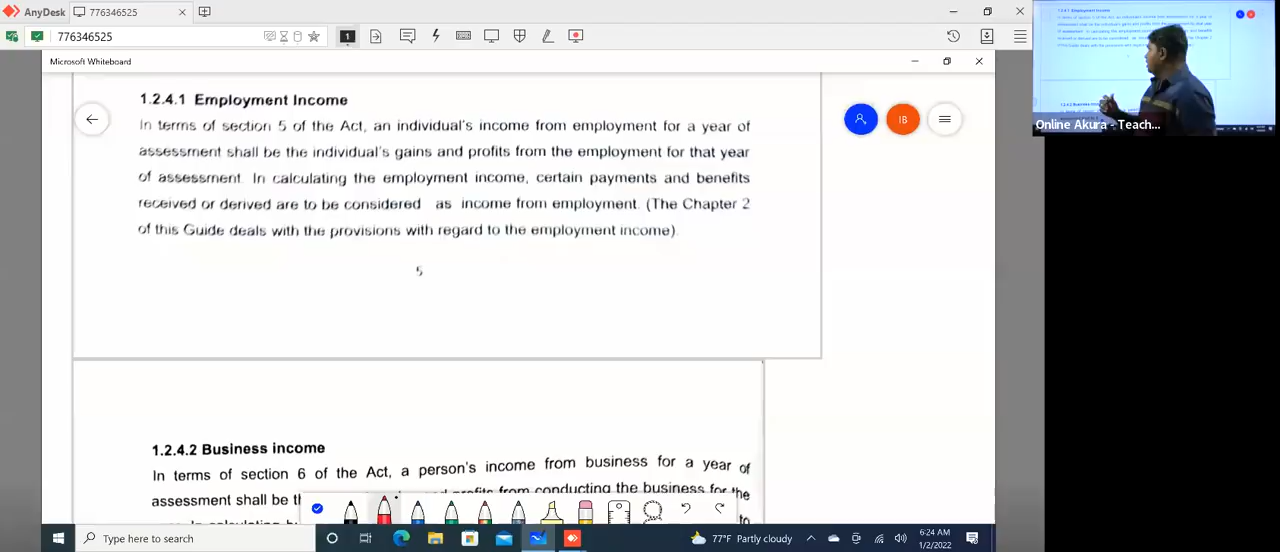 AnyDesk
776346525
776346525
1
Microsoft Whiteboard
1.2.4.1 Employment Income
In terms of section 5 of the Act, an individual's income from employment for a year of
assessment shall be the individual's gains and profits from the employment for that year
of assessment. In calculating the employment income, certain payments and benefits
received or derived are to be considered as income from employment. (The Chapter 2
of this Guide deals with the provisions with regard to the employment income).
5
IB
Online Akura - Teach...
1.2.4.2 Business income
In terms of section 6 of the Act, a person's income from business for a year of
assessment shall be th profits from conducting the business for the
to
Type here to search
77°F Partly cloudy
6:24 AM
1/2/2022